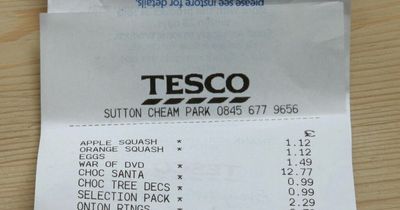 please see instore for
details.
TESCO
SUTTON CHEAM PARK 0845 677 9656
£
APPLE SQUASH * 1.12
ORANGE SQUASH * 1.12
EGGS 1.49
WAR OF DVD * 12.77
CHOC SANTA * 0.99
CHOC TREE DECS * 0.99
SELECTION PACK * 2.29
ONION RINGS *